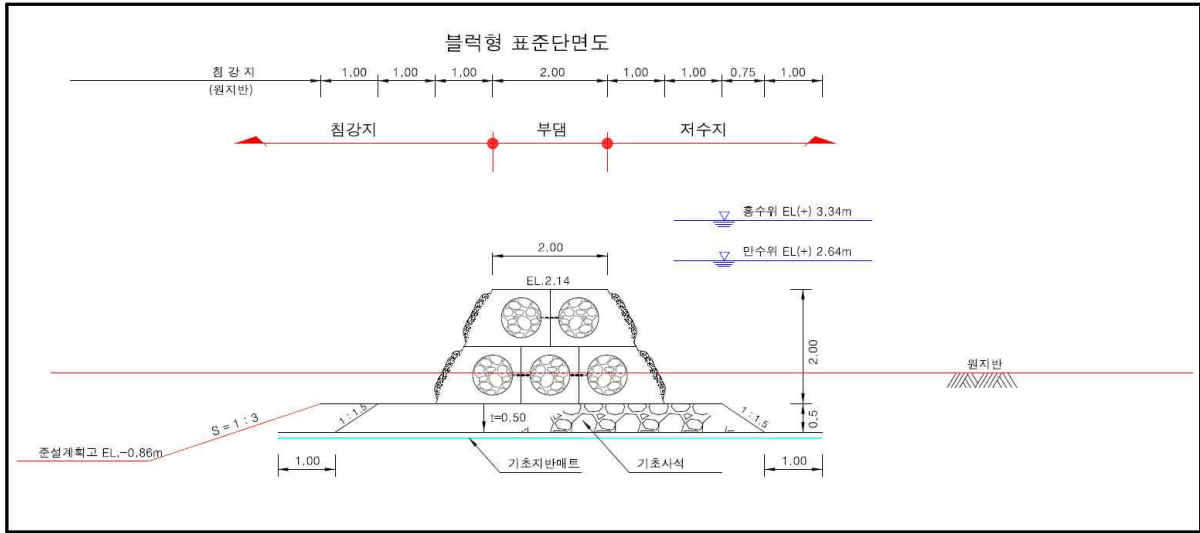 블럭형 표준단면도
침 강 지 1.00 1.00 1.00 2.00 1.00 1.00 0.75 1.00
(원지반)
침강지 부댐 저수지
홍수위 EL(+) 3.34m
2.00
만수위 EL(+) 2.64m
EL.2.14
2.00
원지반
S = 1 : 3
1 : 1.5
t=0.50
1 : 1.5
0.5
준설계획고 EL.-0.86m
1.00
기초지반매트
기초사석
1.00